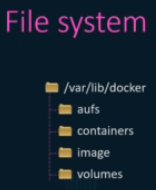 File system
/var/lib/docker
aufs
containers
image
volumes